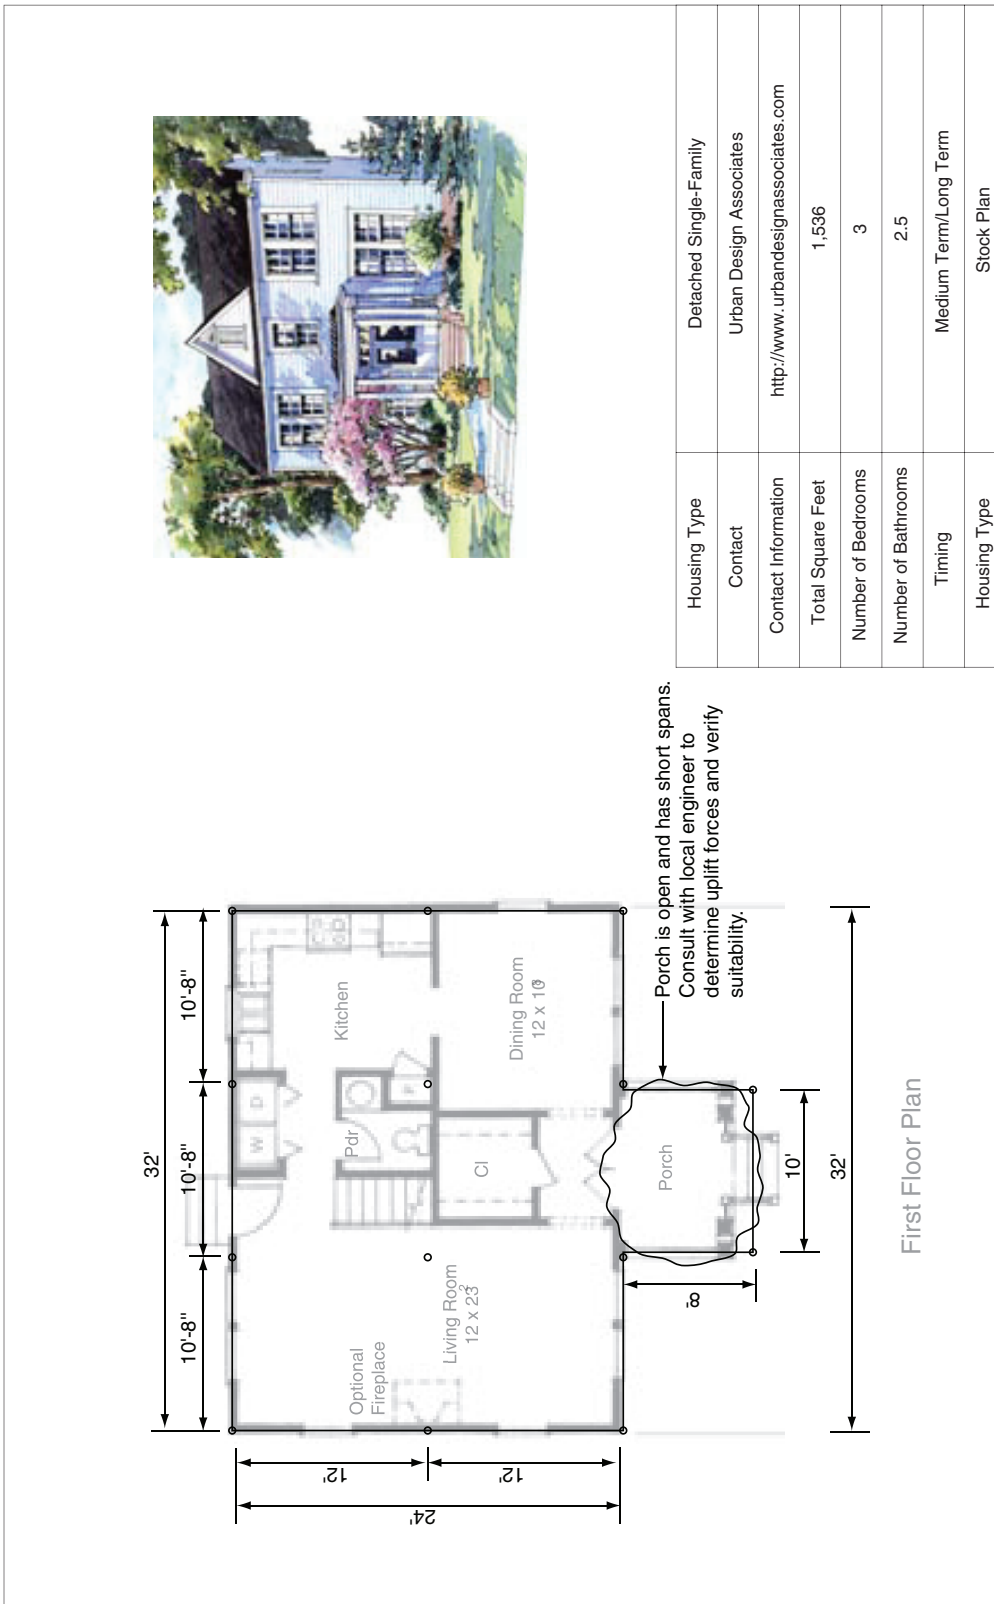 32'
10'-8"
10'-8"
10'-8"
12'
12'
24'
Optional
Fireplace
Living Room
12 x 23²
Pdr
W
D
Kitchen
Cl
Dining Room
12 x 10
Porch
8'
10'
32'
Porch is open and has short spans.
Consult with local engineer to
determine uplift forces and verify
suitability.
First Floor Plan
Housing Type Detached Single-Family
Contact Urban Design Associates
Contact Information http://www.urbandesignassociates.com
Total Square Feet 1,536
Number of Bedrooms 3
Number of Bathrooms 2.5
Timing Medium Term/Long Term
Housing Type Stock Plan